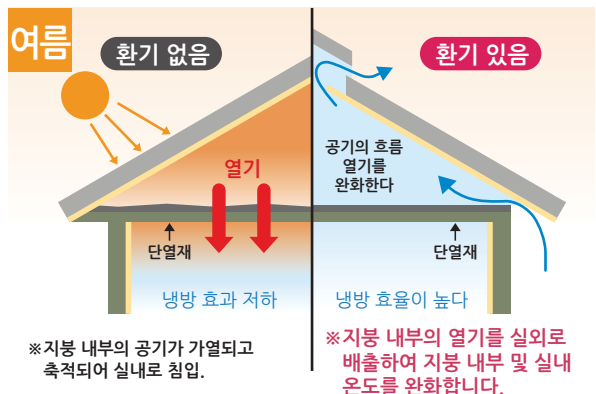 여름
환기 없음
환기 있음
공기의 흐름
열기를
완화한다
열기
단열재
단열재
냉방 효과 저하
냉방 효율이 높다
※지붕 내부의 공기가 가열되고
축적되어 실내로 침입.
※지붕 내부의 열기를 실외로
배출하여 지붕 내부 및 실내
온도를 완화합니다.